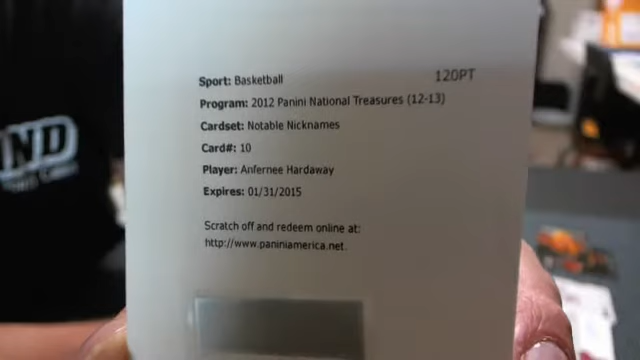 Sport: Basketball 120PT
Program: 2012 Panini National Treasures (12-13)
Cardset: Notable Nicknames
Card#: 10
Player: Anfernee Hardaway
Expires: 01/31/2015
Scratch off and redeem online at:
http://www.paniniamerica.net.
ND